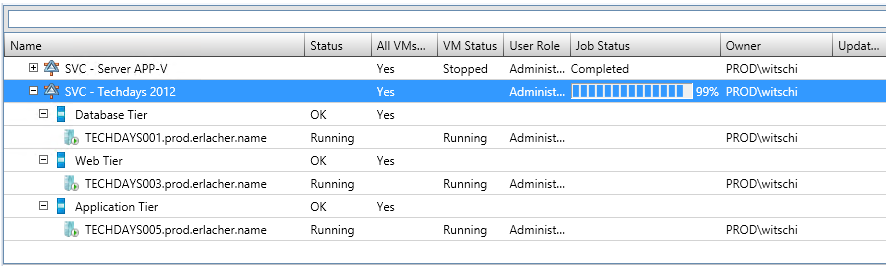 Name Status All VMs... VM Status User Role Job Status Owner Updat...
SVC - Server APP-V Yes Stopped Administ... Completed PROD\witschi
SVC - Techdays 2012 Yes Administ... 99% PROD\witschi
Database Tier OK Yes
TECHDAYS001.prod.erlacher.name Running Running Administ... PROD\witschi
Web Tier OK Yes
TECHDAYS003.prod.erlacher.name Running Running Administ... PROD\witschi
Application Tier OK Yes
TECHDAYS005.prod.erlacher.name Running Running Administ... PROD\witschi